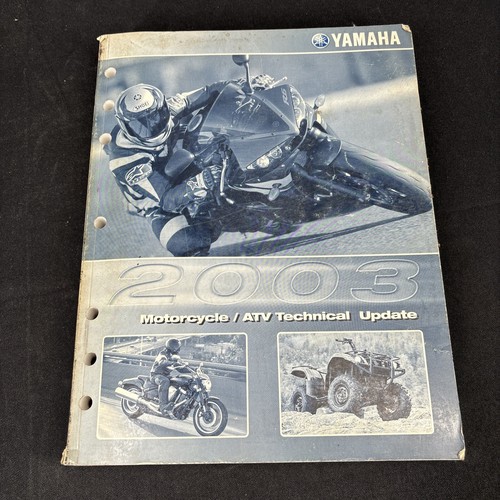 YAMAHA
2003
Motorcycle / ATV Technical Update